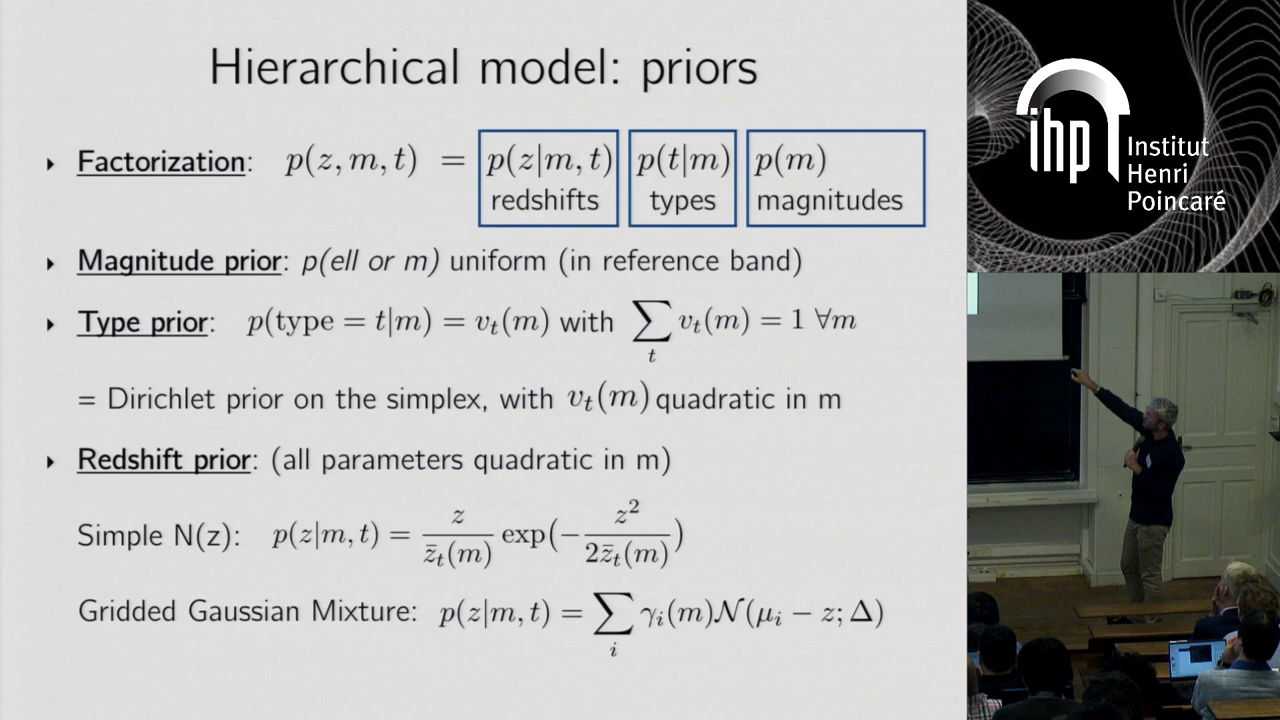 Hierarchical model: priors
‣ Factorization: p(z, m, t) = p(z|m, t) p(t|m) p(m)
redshifts types magnitudes
‣ Magnitude prior: p(ell or m) uniform (in reference band)
‣ Type prior: p(type = t|m) = v_t(m) with ∑_t v_t(m) = 1 ∀m
= Dirichlet prior on the simplex, with v_t(m) quadratic in m
‣ Redshift prior: (all parameters quadratic in m)
Simple N(z): p(z|m, t) = z/z̄_t(m) exp(−z²/2z̄_t(m))
Gridded Gaussian Mixture: p(z|m, t) = ∑_i γ_i(m)𝒩(μ_i − z; Δ)
ihp Institut
Henri
Poincaré